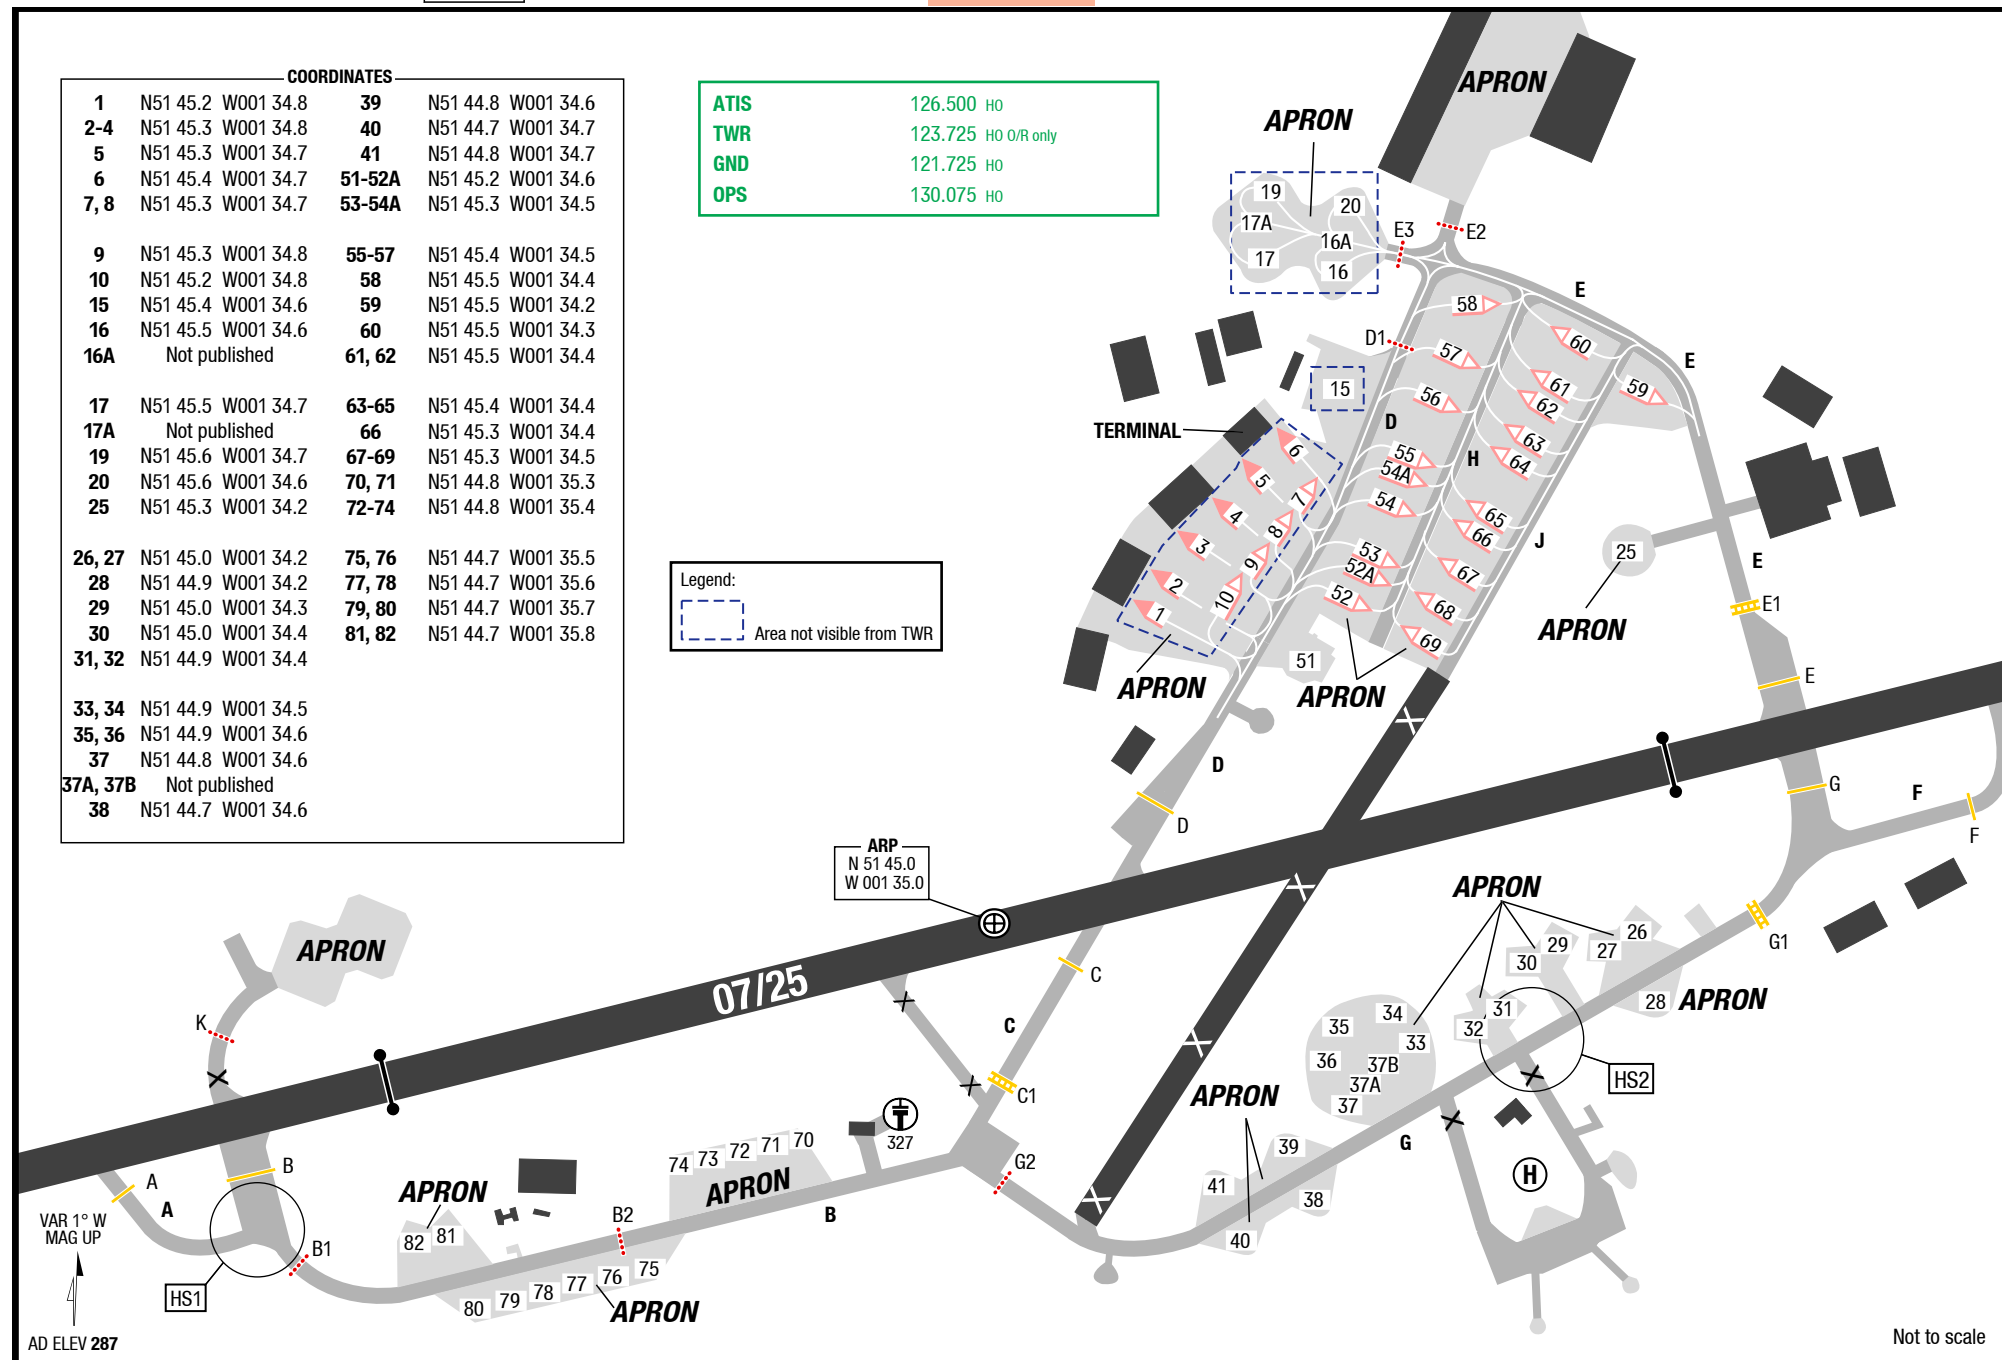 COORDINATES
1 N51 45.2 W001 34.8 39 N51 44.8 W001 34.6
2-4 N51 45.3 W001 34.8 40 N51 44.7 W001 34.7
5 N51 45.3 W001 34.7 41 N51 44.8 W001 34.7
6 N51 45.4 W001 34.7 51-52A N51 45.2 W001 34.6
7, 8 N51 45.3 W001 34.7 53-54A N51 45.3 W001 34.5
9 N51 45.3 W001 34.8 55-57 N51 45.4 W001 34.5
10 N51 45.2 W001 34.8 58 N51 45.5 W001 34.4
15 N51 45.4 W001 34.6 59 N51 45.5 W001 34.2
16 N51 45.5 W001 34.6 60 N51 45.5 W001 34.3
16A Not published 61, 62 N51 45.5 W001 34.4
17 N51 45.5 W001 34.7 63-65 N51 45.4 W001 34.4
17A Not published 66 N51 45.3 W001 34.4
19 N51 45.6 W001 34.7 67-69 N51 45.3 W001 34.5
20 N51 45.6 W001 34.6 70, 71 N51 44.8 W001 35.3
25 N51 45.3 W001 34.2 72-74 N51 44.8 W001 35.4
26, 27 N51 45.0 W001 34.2 75, 76 N51 44.7 W001 35.5
28 N51 44.9 W001 34.2 77, 78 N51 44.7 W001 35.6
29 N51 45.0 W001 34.3 79, 80 N51 44.7 W001 35.7
30 N51 45.0 W001 34.4 81, 82 N51 44.7 W001 35.8
31, 32 N51 44.9 W001 34.4
33, 34 N51 44.9 W001 34.5
35, 36 N51 44.9 W001 34.6
37 N51 44.8 W001 34.6
37A, 37B Not published
38 N51 44.7 W001 34.6
ATIS 126.500 HO
TWR 123.725 HO O/R only
GND 121.725 HO
OPS 130.075 HO
Legend:
Area not visible from TWR
APRON
APRON
19
20
17A
16A
17
16
E3
E2
E
58
60
D1
57
E
61
59
15
56
62
TERMINAL
D
63
6
55
H
64
54A
5
7
54
65
4
8
66
J
3
53
25
9
52A
67
E
2
10
52
68
E1
1
APRON
69
51
APRON
APRON
E
D
G
F
D
F
ARP
N 51 45.0
W 001 35.0
APRON
26
29
27
G1
30
APRON
07/25
C
28
APRON
31
34
32
35
33
K
C
36
37B
HS2
37A
C1
37
APRON
327
G
70
71
72
73
74
39
G2
H
B
A
APRON
41
APRON
38
A
B2
B
VAR 1° W
MAG UP
82
81
40
B1
75
76
77
78
HS1
79
80
APRON
AD ELEV 287
Not to scale